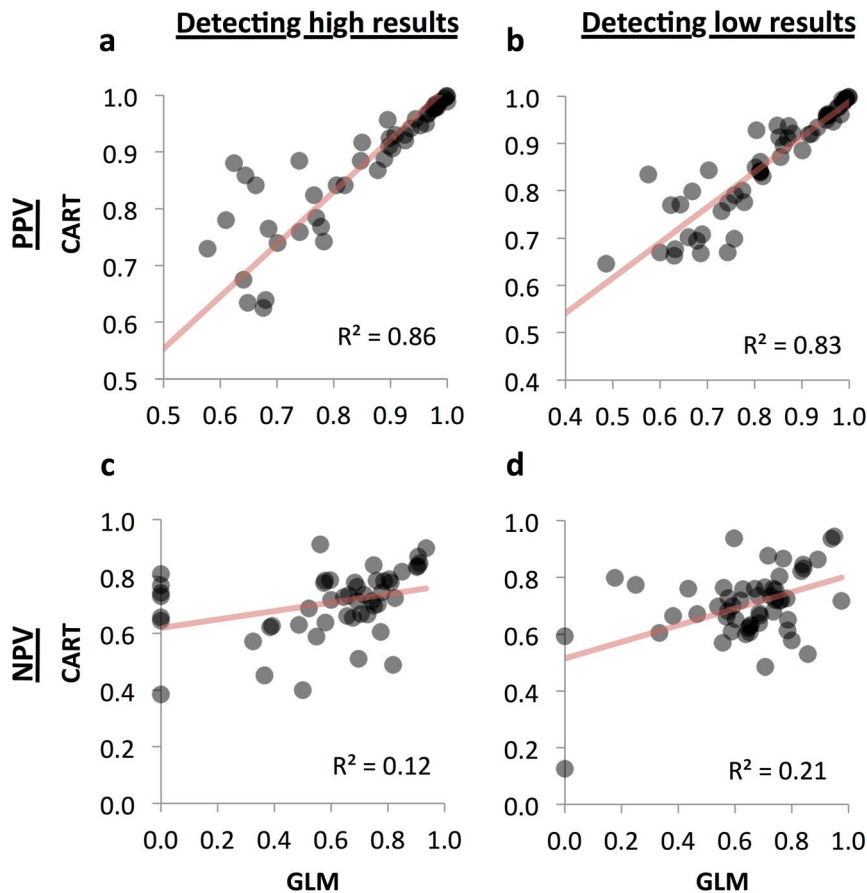 Detecting high results
Detecting low results
a
b
PPV
CART
1.0
0.9
0.8
0.7
0.6
0.5
0.5 0.6 0.7 0.8 0.9 1.0
R² = 0.86
1.0
0.9
0.8
0.7
0.6
0.5
0.4
0.4 0.5 0.6 0.7 0.8 0.9 1.0
R² = 0.83
c
d
NPV
CART
1.0
0.8
0.6
0.4
0.2
0.0
0.0 0.2 0.4 0.6 0.8 1.0
R² = 0.12
GLM
1.0
0.8
0.6
0.4
0.2
0.0
0.0 0.2 0.4 0.6 0.8 1.0
R² = 0.21
GLM